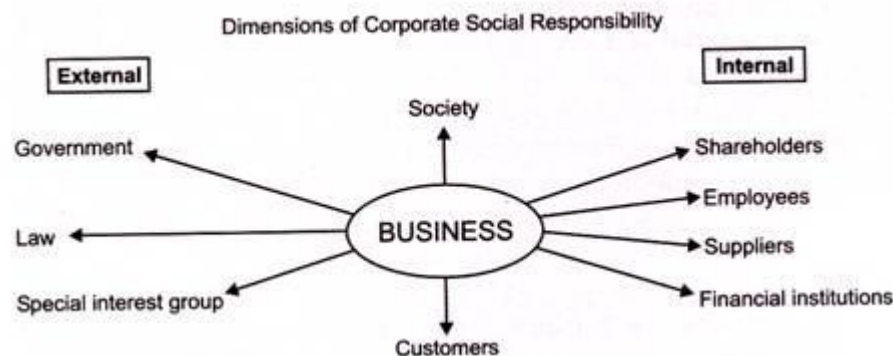 Dimensions of Corporate Social Responsibility
External
Internal
Society
Government
Shareholders
Employees
BUSINESS
Law
Suppliers
Special interest group
Financial institutions
Customers